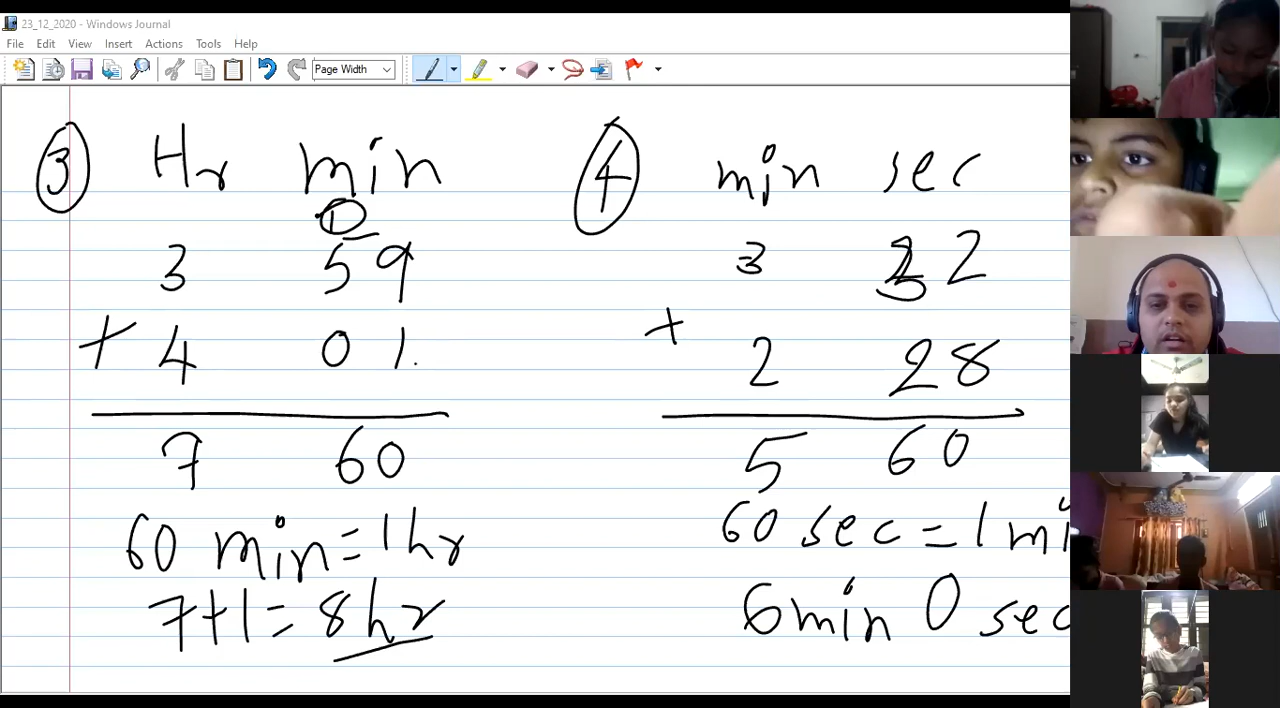 23_12_2020 - Windows Journal
File Edit View Insert Actions Tools Help
Page Width
3 Hr min
1
3 59
+ 4 01.
7 60
60 min = 1 hr
7+1 = 8 hr
4 min sec
3 32
+ 2 28
5 60
60 sec = 1 mi
6 min 0 sec